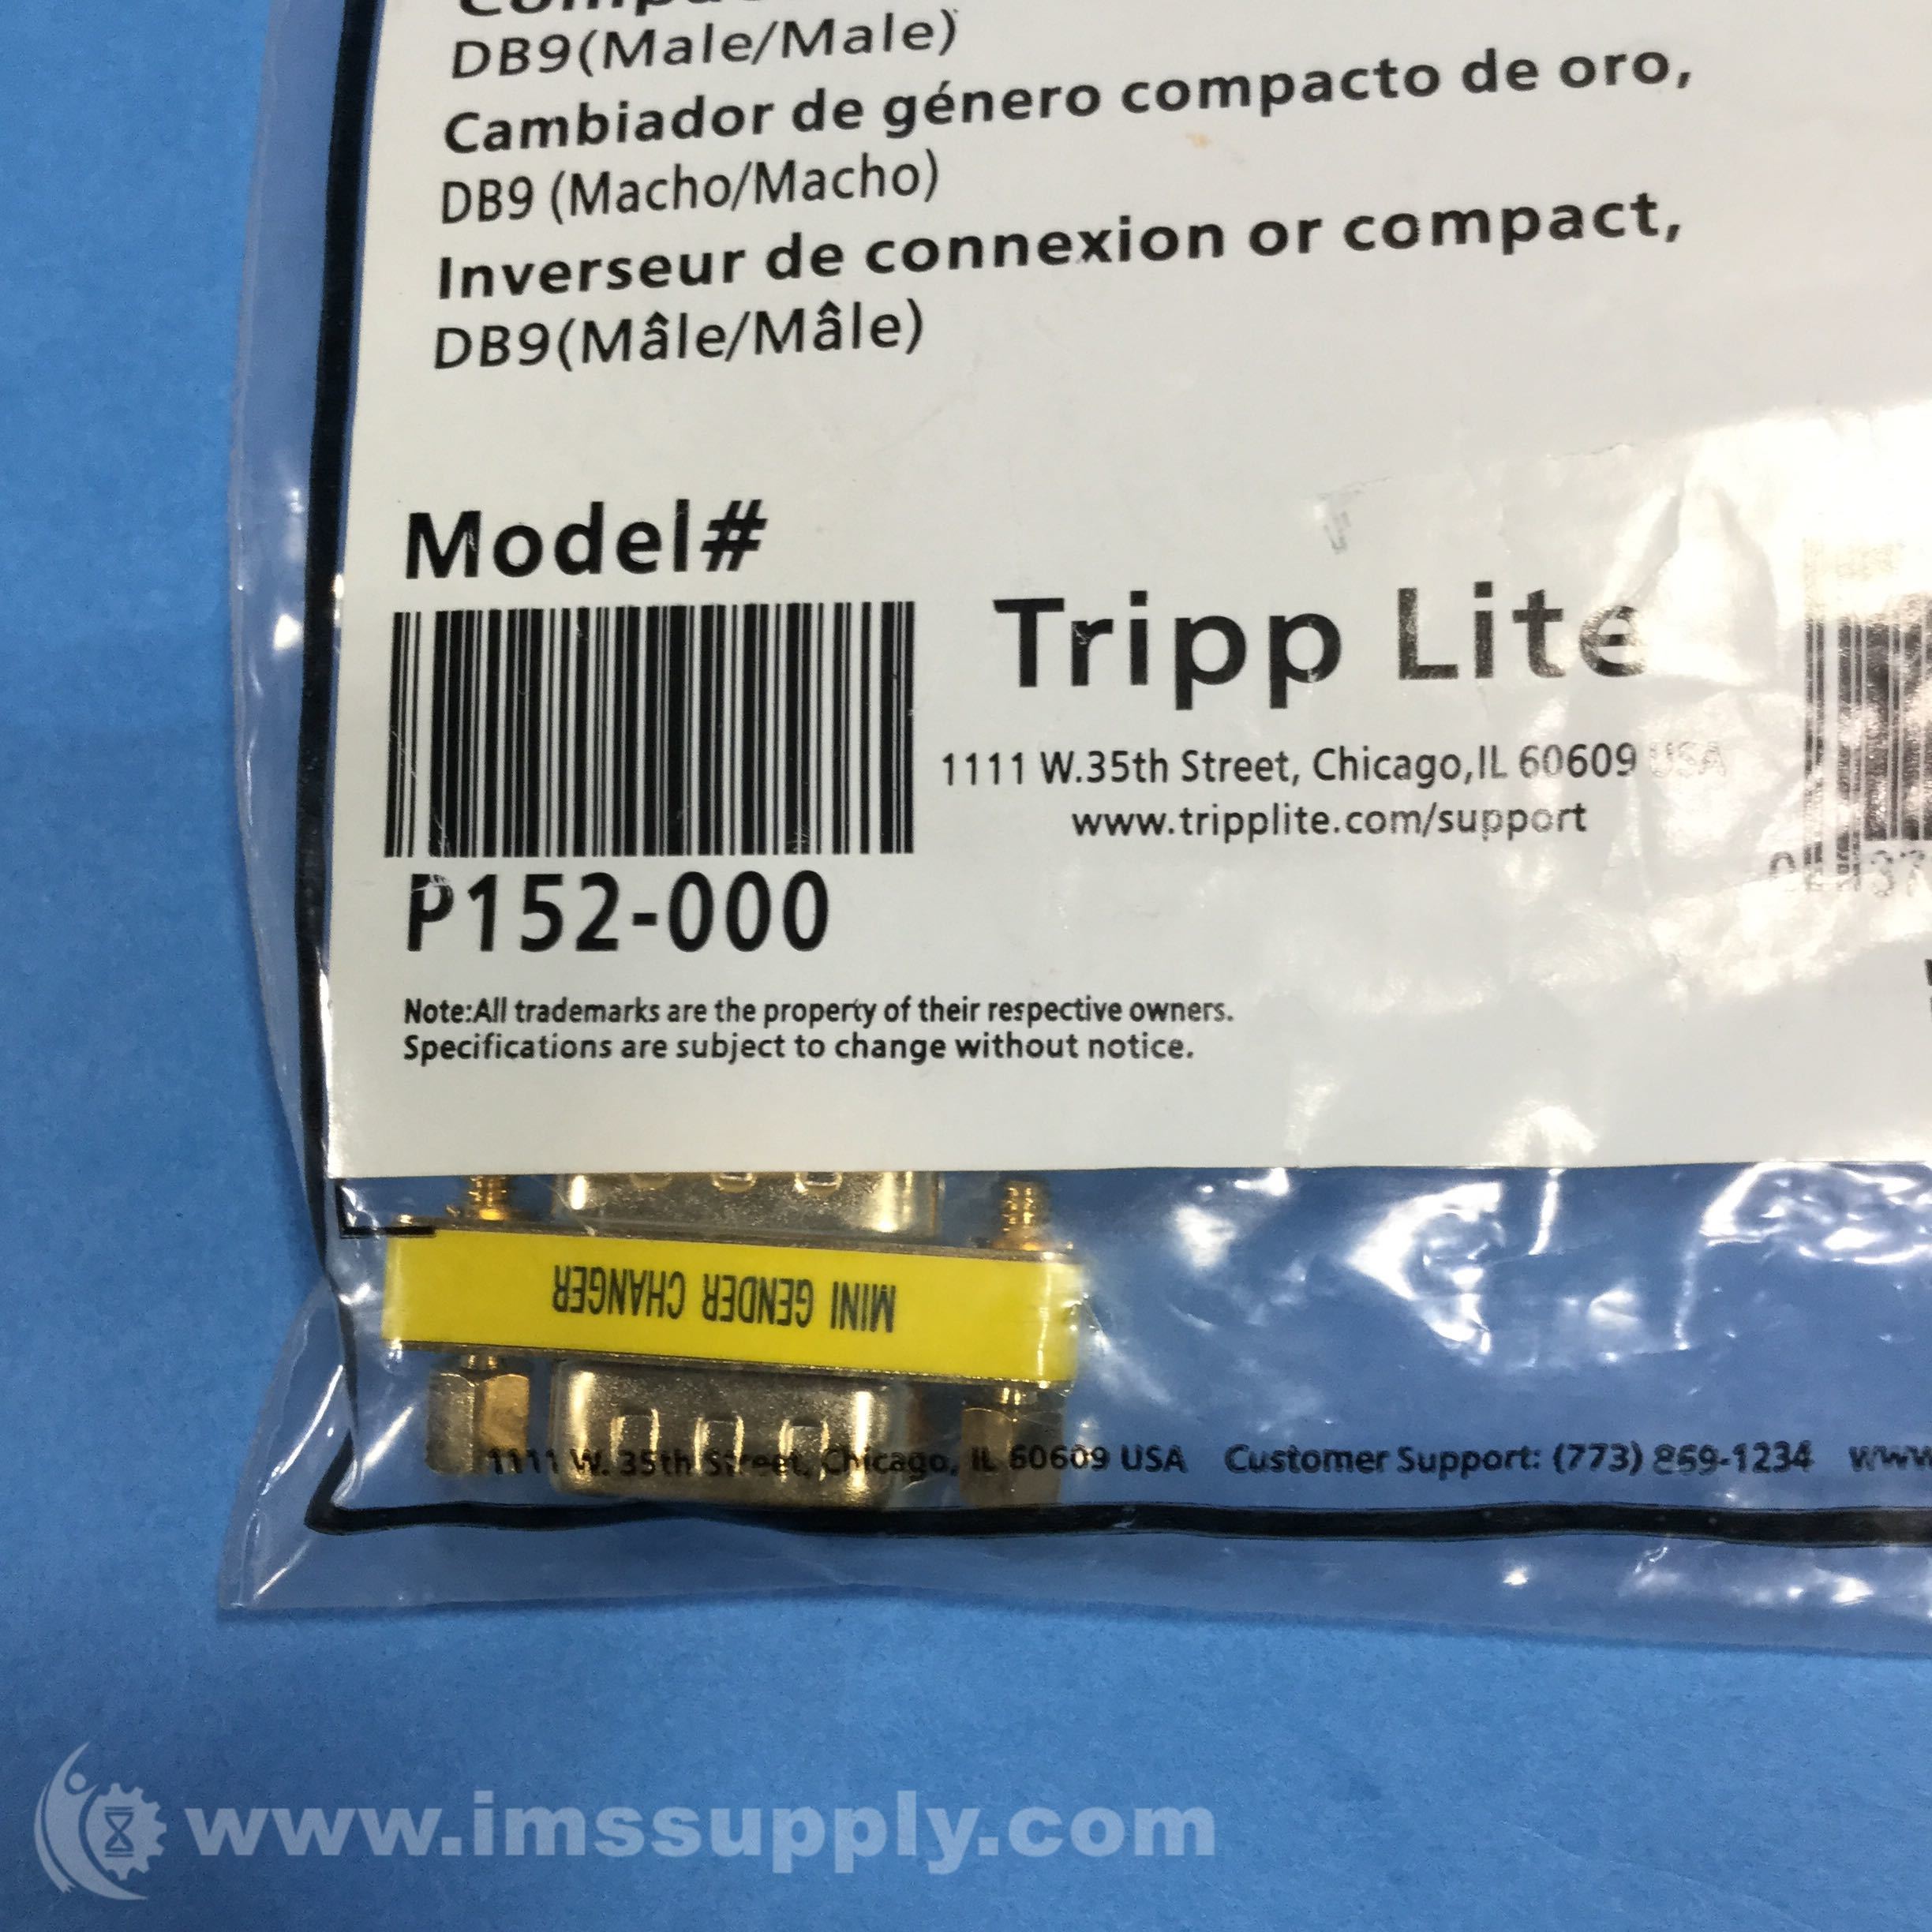 DB9(Male/Male)
Cambiador de género compacto de oro,
DB9 (Macho/Macho)
Inverseur de connexion or compact,
DB9(Mâle/Mâle)
Model#
Tripp Lite
1111 W.35th Street, Chicago,IL 60609 USA
www.tripplite.com/support
P152-000
Note:All trademarks are the property of their respective owners.
Specifications are subject to change without notice.
MINI GENDER CHANGER
1111 W. 35th Street, Chicago, IL 60609 USA Customer Support: (773) 869-1234 www
www.imssupply.com